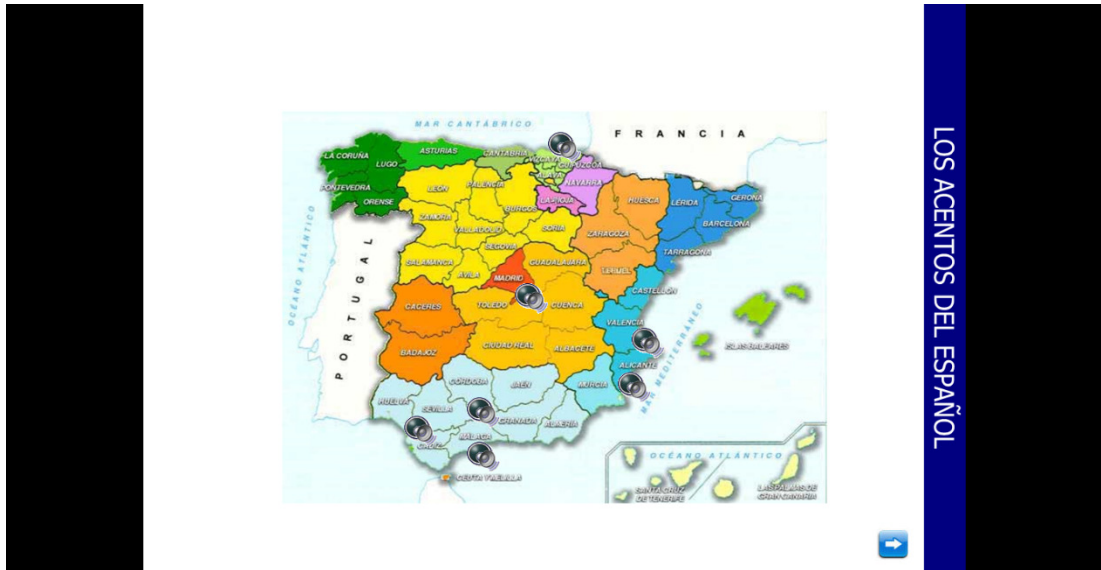 MAR CANTÁBRICO
FRANCIA
LA CORUÑA
LUGO
ASTURIAS
CANTABRIA
VIZCAYA
GUIPÚZCOA
ÁLAVA
NAVARRA
PONTEVEDRA
ORENSE
LEÓN
PALENCIA
BURGOS
LA RIOJA
HUESCA
LÉRIDA
GERONA
BARCELONA
ZAMORA
VALLADOLID
SORIA
ZARAGOZA
TARRAGONA
SEGOVIA
SALAMANCA
ÁVILA
GUADALAJARA
TERUEL
MADRID
CASTELLÓN
CÁCERES
TOLEDO
CUENCA
VALENCIA
ISLAS BALEARES
BADAJOZ
CIUDAD REAL
ALBACETE
ALICANTE
CÓRDOBA
JAÉN
MURCIA
HUELVA
SEVILLA
GRANADA
ALMERÍA
MÁLAGA
CÁDIZ
CEUTA Y MELILLA
OCÉANO ATLÁNTICO
PORTUGAL
MAR MEDITERRÁNEO
OCÉANO ATLÁNTICO
SANTA CRUZ
DE TENERIFE
LAS PALMAS DE
GRAN CANARIA
LOS ACENTOS DEL ESPAÑOL